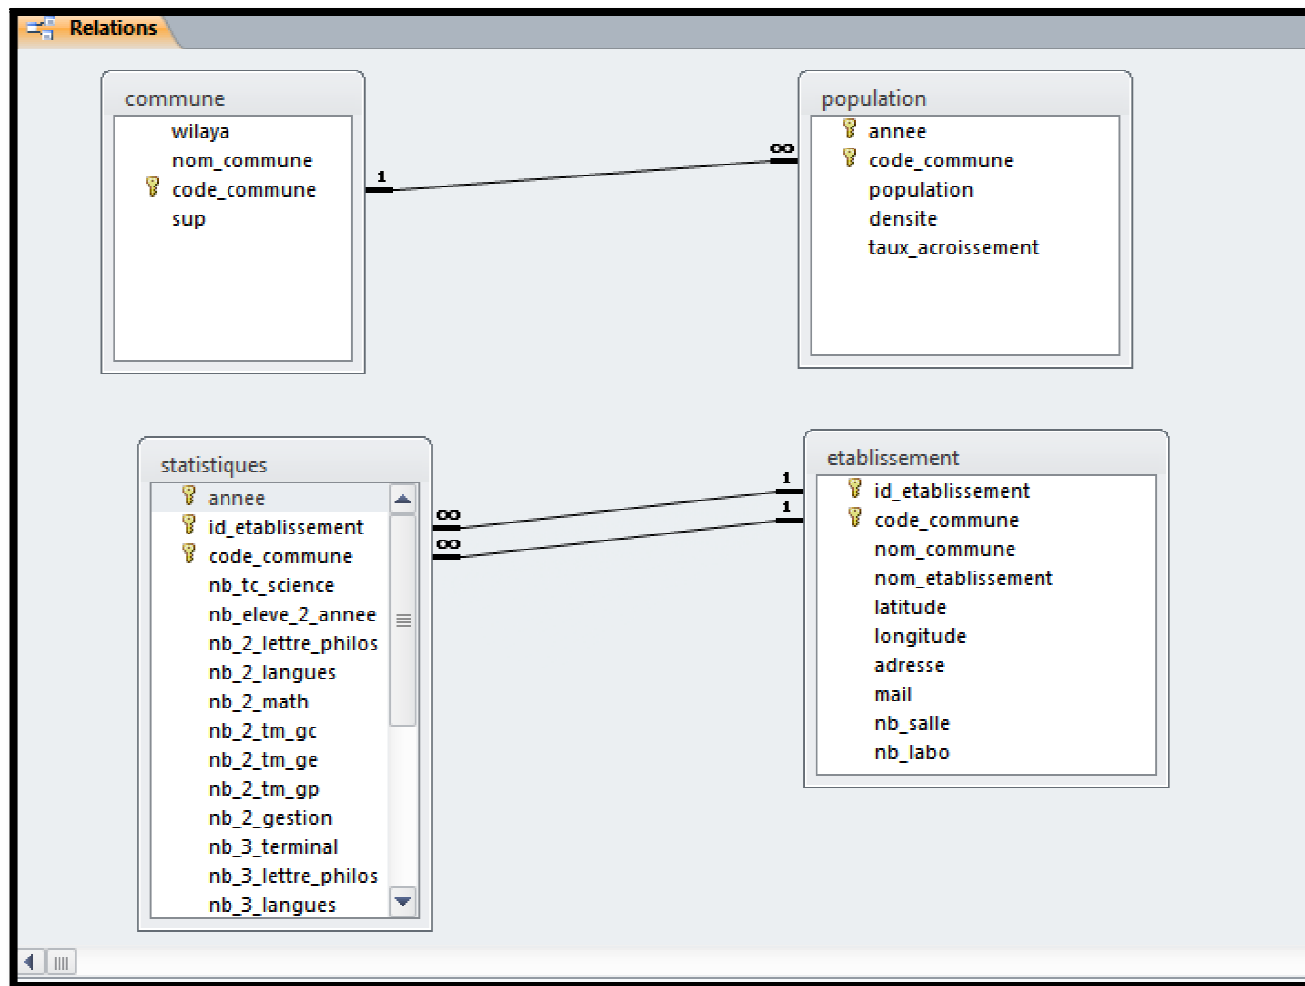 Relations
commune
wilaya
nom_commune
code_commune
sup
1
∞
population
annee
code_commune
population
densite
taux_acroissement
statistiques
annee
id_etablissement
code_commune
nb_tc_science
nb_eleve_2_annee
nb_2_lettre_philos
nb_2_langues
nb_2_math
nb_2_tm_gc
nb_2_tm_ge
nb_2_tm_gp
nb_2_gestion
nb_3_terminal
nb_3_lettre_philos
nb_3_langues
∞
∞
1
1
etablissement
id_etablissement
code_commune
nom_commune
nom_etablissement
latitude
longitude
adresse
mail
nb_salle
nb_labo